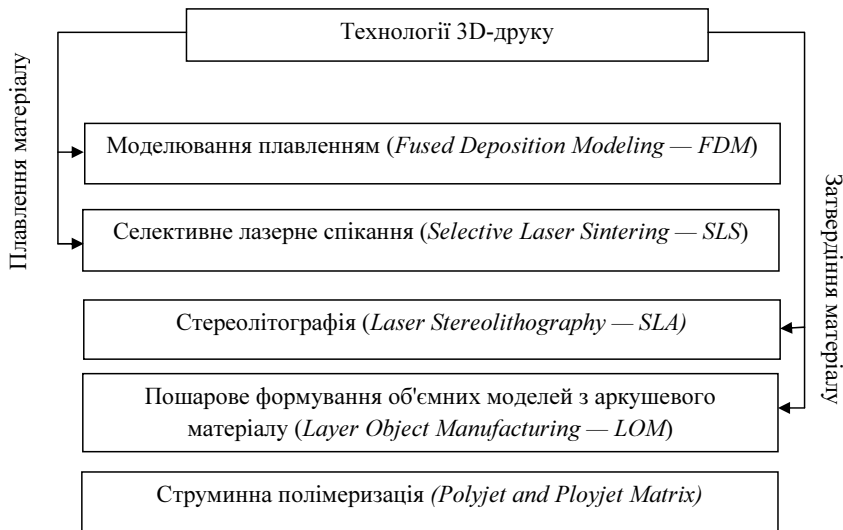 Технології 3D-друку
Плавлення матеріалу
Моделювання плавленням (Fused Deposition Modeling — FDM)
Селективне лазерне спікання (Selective Laser Sintering — SLS)
Затвердіння матеріалу
Стереолітографія (Laser Stereolithography — SLA)
Пошарове формування об'ємних моделей з аркушевого
матеріалу (Layer Object Manufacturing — LOM)
Струминна полімеризація (Polyjet and Ployjet Matrix)